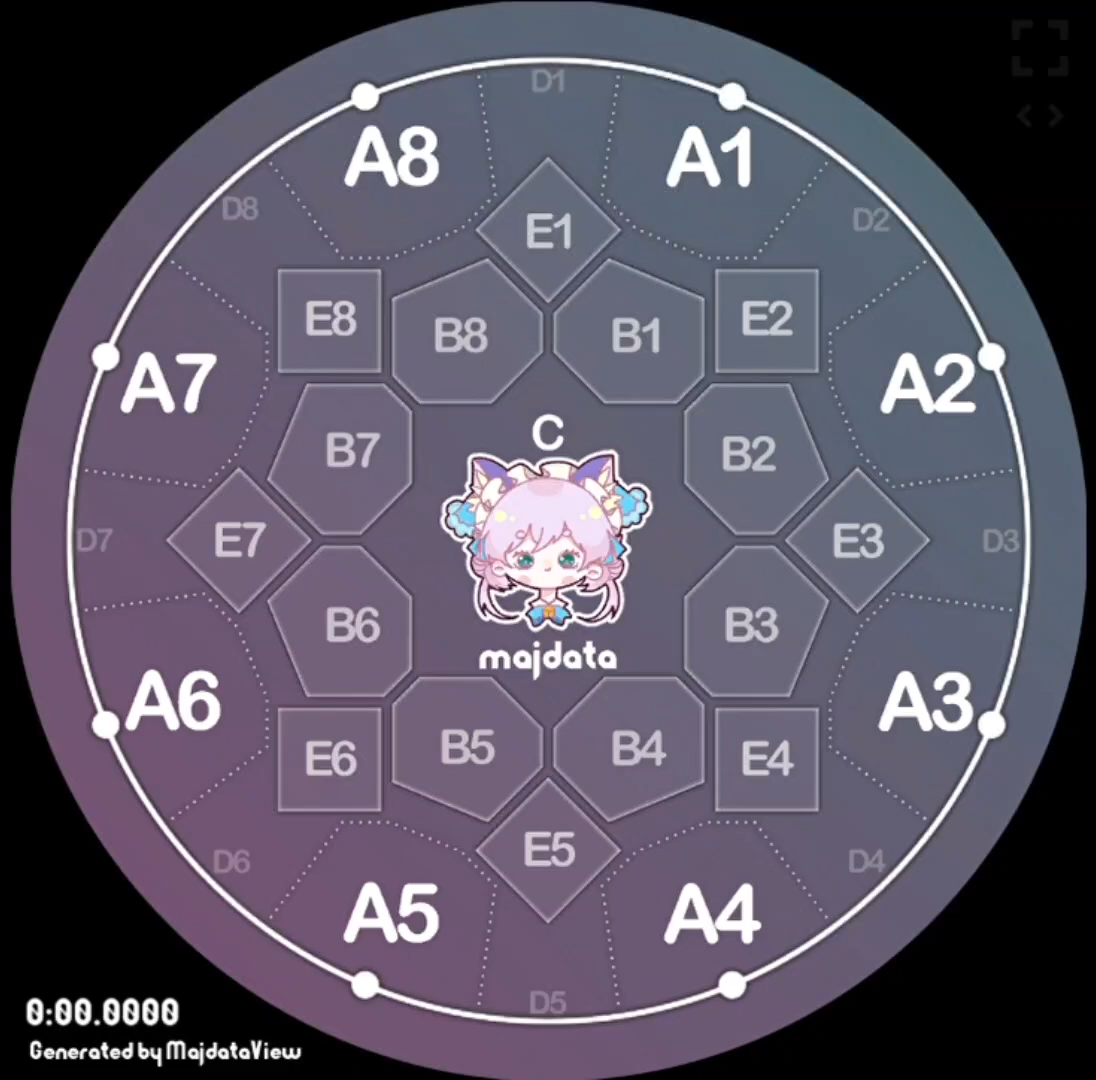 D1
A8 A1
D8 D2
E1
E8 B8 B1 E2
A7 A2
C
B7 B2
D7 E7 E3 D3
B6 B3
majdata
A6 A3
E6 B5 B4 E4
E5
D6 D4
A5 A4
D5
0:00.0000
Generated by MajdataView